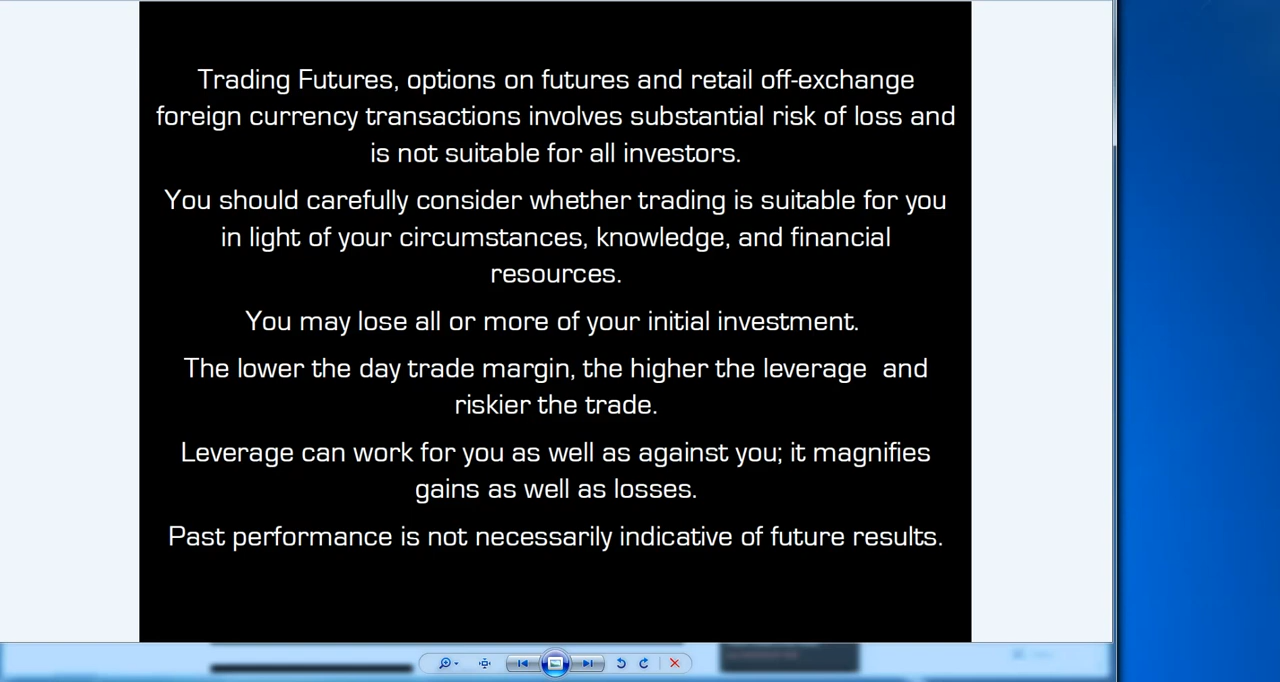 Trading Futures, options on futures and retail off-exchange
foreign currency transactions involves substantial risk of loss and
is not suitable for all investors.
You should carefully consider whether trading is suitable for you
in light of your circumstances, knowledge, and financial
resources.
You may lose all or more of your initial investment.
The lower the day trade margin, the higher the leverage  and
riskier the trade.
Leverage can work for you as well as against you; it magnifies
gains as well as losses.
Past performance is not necessarily indicative of future results.